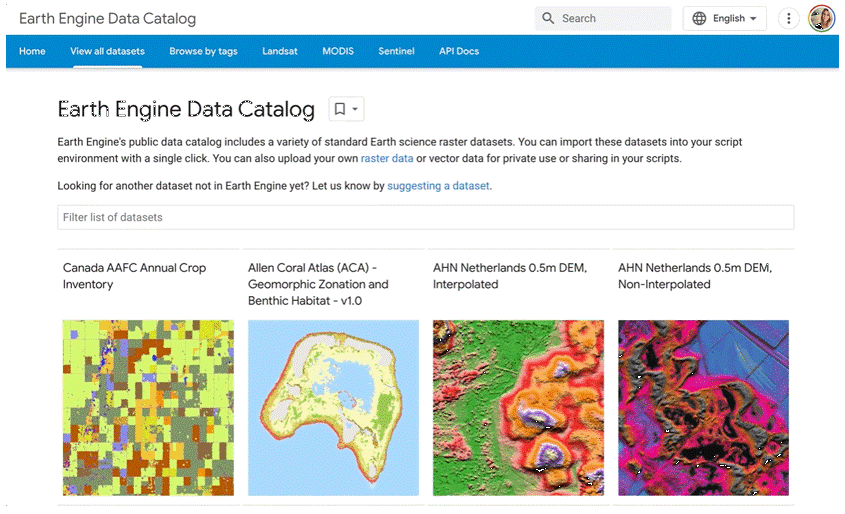 Earth Engine Data Catalog
Search
English
Home
View all datasets
Browse by tags
Landsat
MODIS
Sentinel
API Docs
Earth Engine Data Catalog
Earth Engine's public data catalog includes a variety of standard Earth science raster datasets. You can import these datasets into your script
environment with a single click. You can also upload your own raster data or vector data for private use or sharing in your scripts.
Looking for another dataset not in Earth Engine yet? Let us know by suggesting a dataset.
Filter list of datasets
Canada AAFC Annual Crop
Inventory
Allen Coral Atlas (ACA) -
Geomorphic Zonation and
Benthic Habitat - v1.0
AHN Netherlands 0.5m DEM,
Interpolated
AHN Netherlands 0.5m DEM,
Non-Interpolated